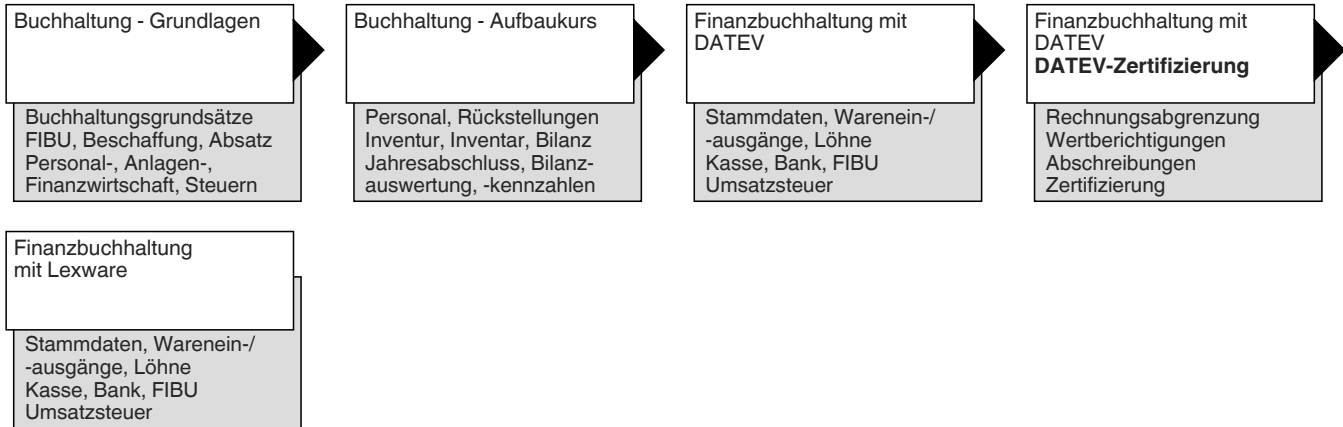 Buchhaltung - Grundlagen
Buchhaltungsgrundsätze
FIBU, Beschaffung, Absatz
Personal-, Anlagen-,
Finanzwirtschaft, Steuern
Buchhaltung - Aufbaukurs
Personal, Rückstellungen
Inventur, Inventar, Bilanz
Jahresabschluss, Bilanz-
auswertung, -kennzahlen
Finanzbuchhaltung mit
DATEV
Stammdaten, Warenein-/
-ausgänge, Löhne
Kasse, Bank, FIBU
Umsatzsteuer
Finanzbuchhaltung mit
DATEV
DATEV-Zertifizierung
Rechnungsabgrenzung
Wertberichtigungen
Abschreibungen
Zertifizierung
Finanzbuchhaltung
mit Lexware
Stammdaten, Warenein-/
-ausgänge, Löhne
Kasse, Bank, FIBU
Umsatzsteuer